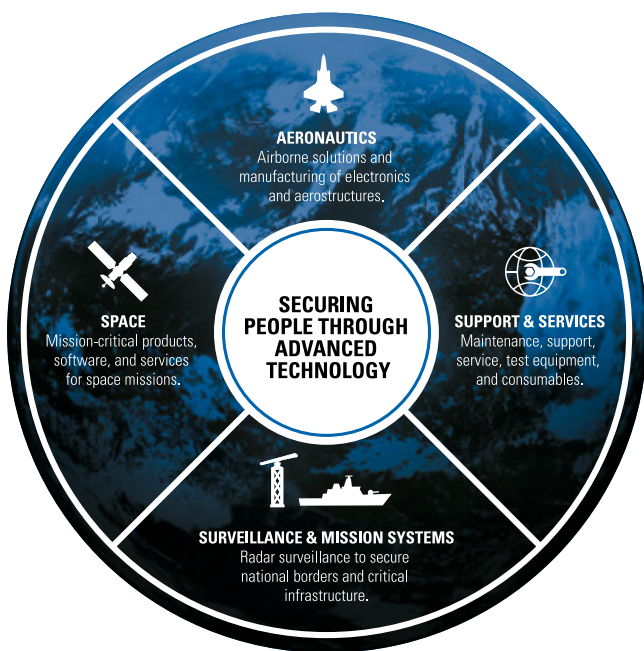 AERONAUTICS
Airborne solutions and
manufacturing of electronics
and aerostructures.
SPACE
Mission-critical products,
software, and services
for space missions.
SECURING
PEOPLE THROUGH
ADVANCED
TECHNOLOGY
SUPPORT & SERVICES
Maintenance, support,
service, test equipment,
and consumables.
SURVEILLANCE & MISSION SYSTEMS
Radar surveillance to secure
national borders and critical
infrastructure.